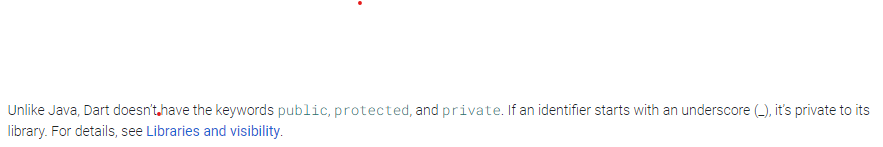 Unlike Java, Dart doesn't have the keywords public, protected, and private. If an identifier starts with an underscore (_), it's private to its
library. For details, see Libraries and visibility.